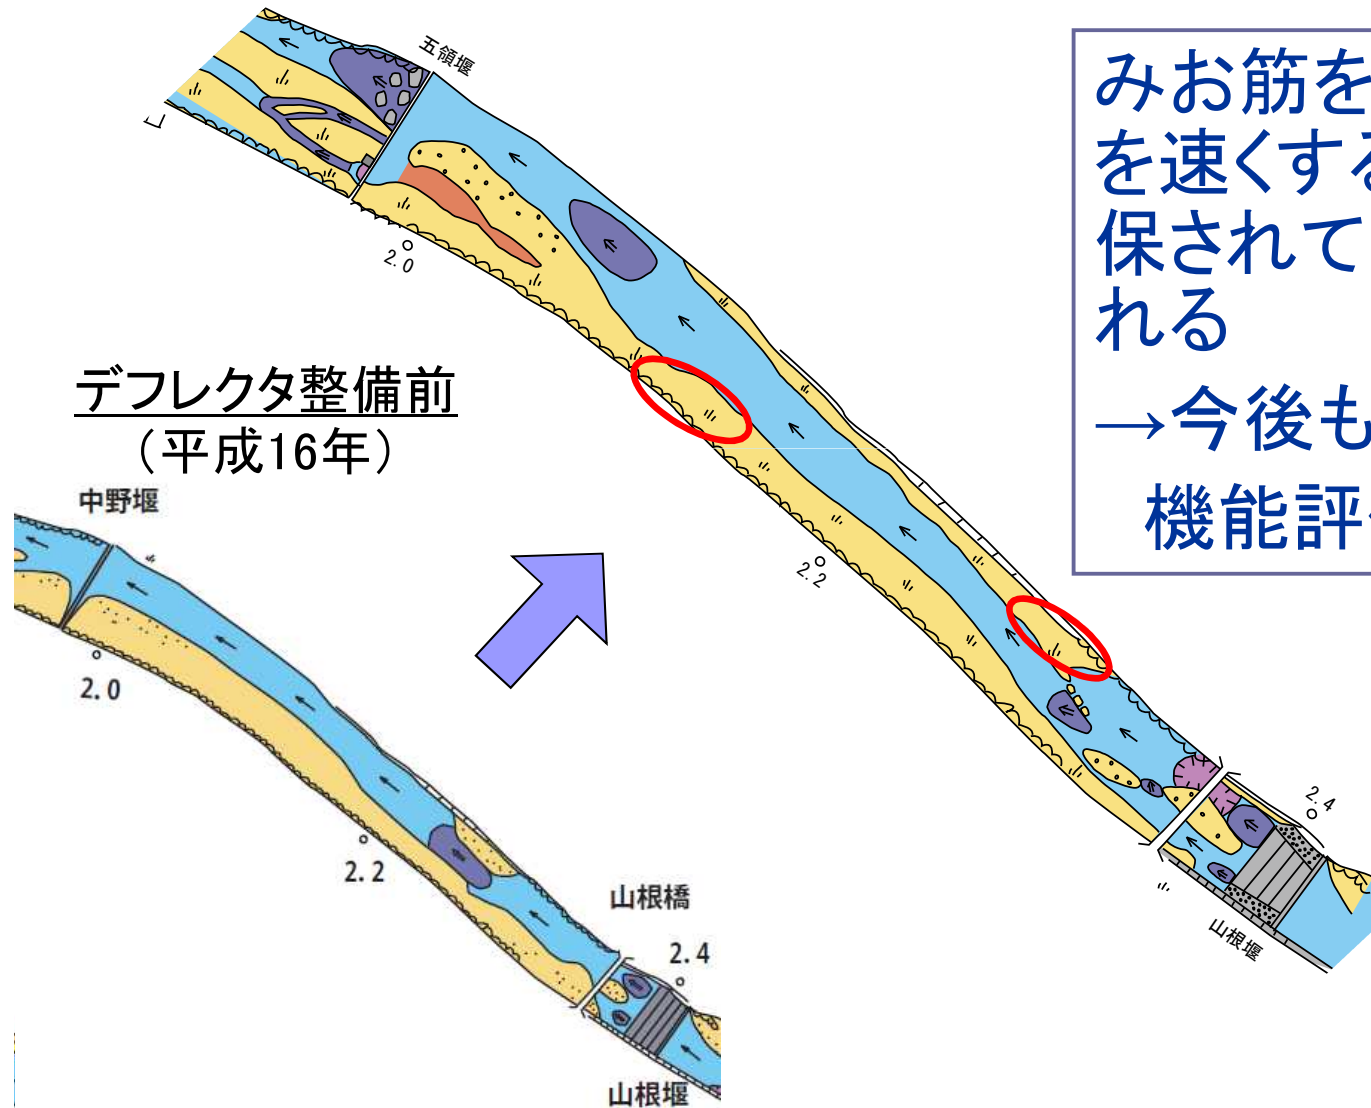 五領堰
みお筋を
を速くする
保されて
れる
→今後も
機能評
2.0
デフレクタ整備前
（平成16年）
中野堰
2.2
2.0
2.2
山根橋
2.4
2.4
山根堰
山根堰